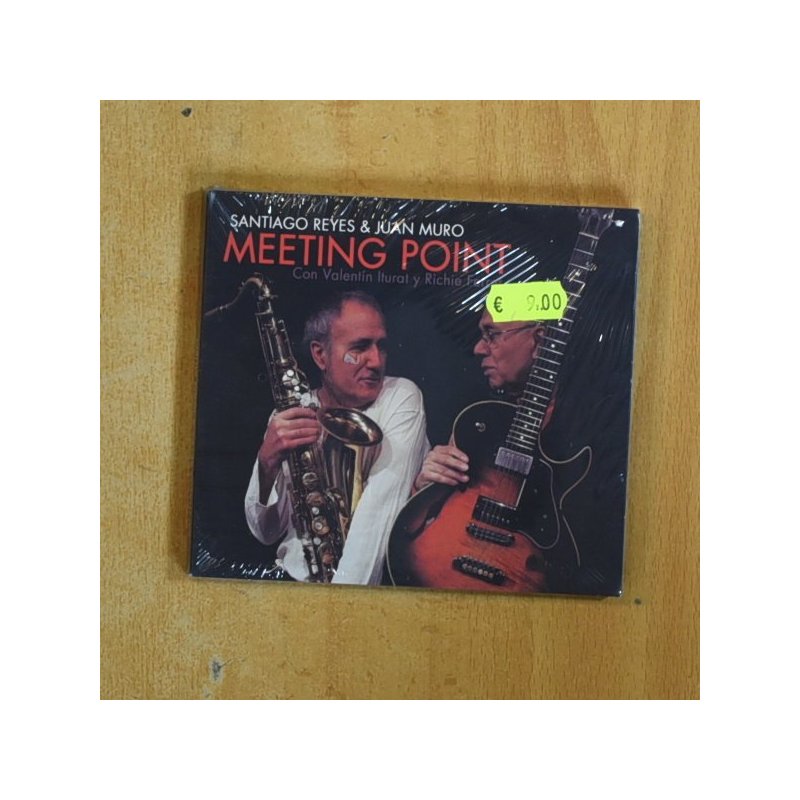 SANTIAGO REYES & JUAN MURO
MEETING POINT
Con Valentín Iturat y Richie
€ 9.00